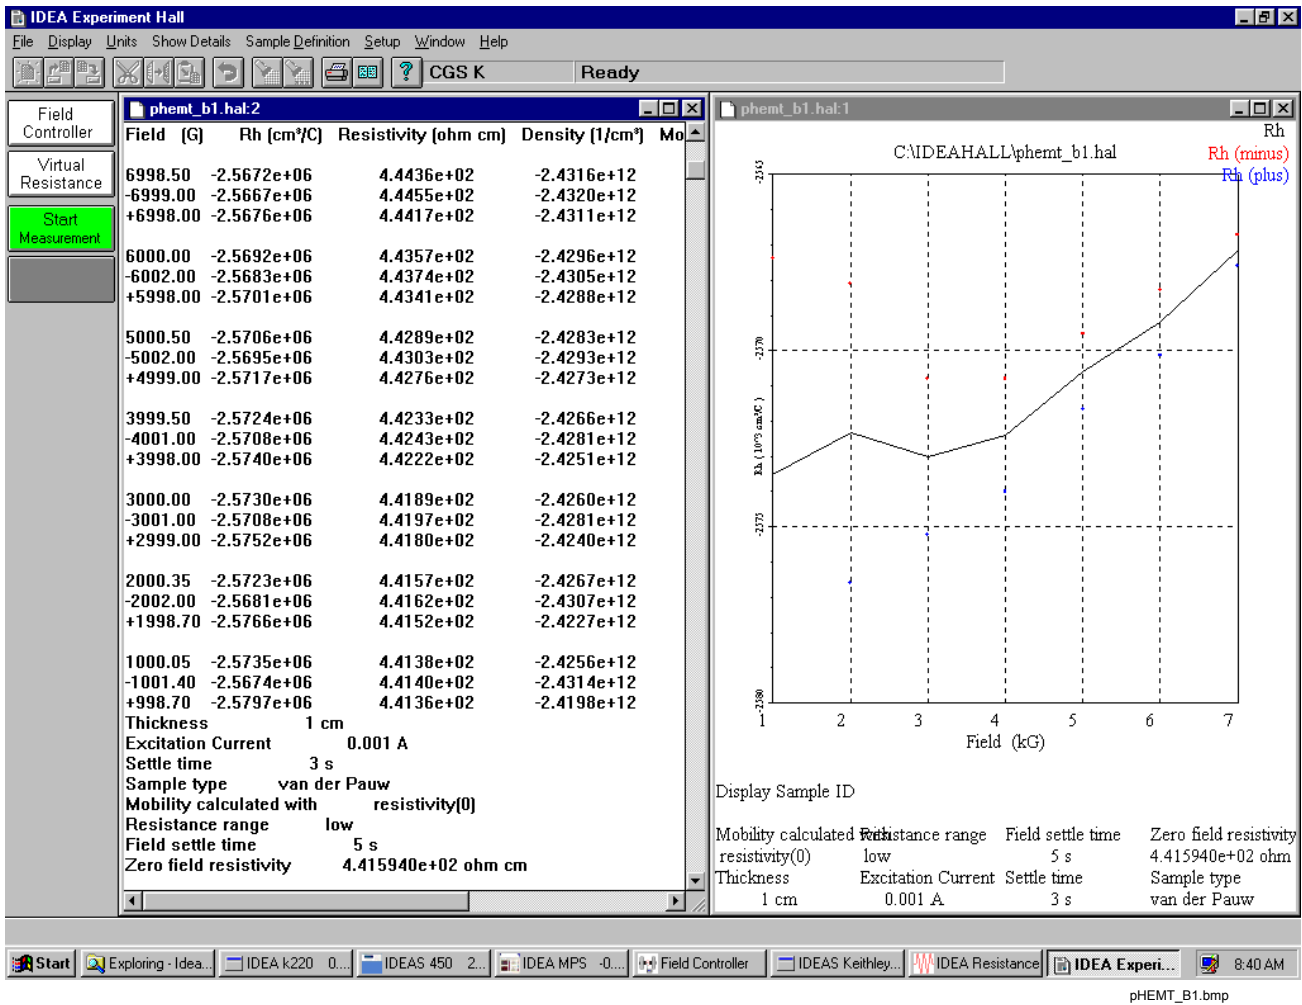 IDEA Experiment Hall
File Display Units Show Details Sample Definition Setup Window Help
CGS K Ready
Field Controller
Virtual Resistance
Start Measurement
phemt_b1.hal:2
Field (G) Rh (cm³/C) Resistivity (ohm cm) Density (1/cm³) Mo
6998.50 -2.5672e+06 4.4436e+02 -2.4316e+12
-6999.00 -2.5667e+06 4.4455e+02 -2.4320e+12
+6998.00 -2.5676e+06 4.4417e+02 -2.4311e+12
6000.00 -2.5692e+06 4.4357e+02 -2.4296e+12
-6002.00 -2.5683e+06 4.4374e+02 -2.4305e+12
+5998.00 -2.5701e+06 4.4341e+02 -2.4288e+12
5000.50 -2.5706e+06 4.4289e+02 -2.4283e+12
-5002.00 -2.5695e+06 4.4303e+02 -2.4293e+12
+4999.00 -2.5717e+06 4.4276e+02 -2.4273e+12
3999.50 -2.5724e+06 4.4233e+02 -2.4266e+12
-4001.00 -2.5708e+06 4.4243e+02 -2.4281e+12
+3998.00 -2.5740e+06 4.4222e+02 -2.4251e+12
3000.00 -2.5730e+06 4.4189e+02 -2.4260e+12
-3001.00 -2.5708e+06 4.4197e+02 -2.4281e+12
+2999.00 -2.5752e+06 4.4180e+02 -2.4240e+12
2000.35 -2.5723e+06 4.4157e+02 -2.4267e+12
-2002.00 -2.5681e+06 4.4162e+02 -2.4307e+12
+1998.70 -2.5766e+06 4.4152e+02 -2.4227e+12
1000.05 -2.5735e+06 4.4138e+02 -2.4256e+12
-1001.40 -2.5674e+06 4.4140e+02 -2.4314e+12
+998.70 -2.5797e+06 4.4136e+02 -2.4198e+12
Thickness 1 cm
Excitation Current 0.001 A
Settle time 3 s
Sample type van der Pauw
Mobility calculated with resistivity(0)
Resistance range low
Field settle time 5 s
Zero field resistivity 4.415940e+02 ohm cm
phemt_b1.hal:1
Rh
C:\IDEAHALL\phemt_b1.hal
Rh (minus)
Rh (plus)
-2565
-2570
Rh (10^3 cm³/C)
-2575
-2580
1 2 3 4 5 6 7
Field (kG)
Display Sample ID
Mobility calculated with Resistance range Field settle time Zero field resistivity
resistivity(0) low 5 s 4.415940e+02 ohm
Thickness Excitation Current Settle time Sample type
1 cm 0.001 A 3 s van der Pauw
Start Exploring - Idea... IDEA k220 0.... IDEAS 450 2... IDEA MPS -0.... Field Controller IDEAS Keithley... IDEA Resistance IDEA Experi... 8:40 AM
pHEMT_B1.bmp